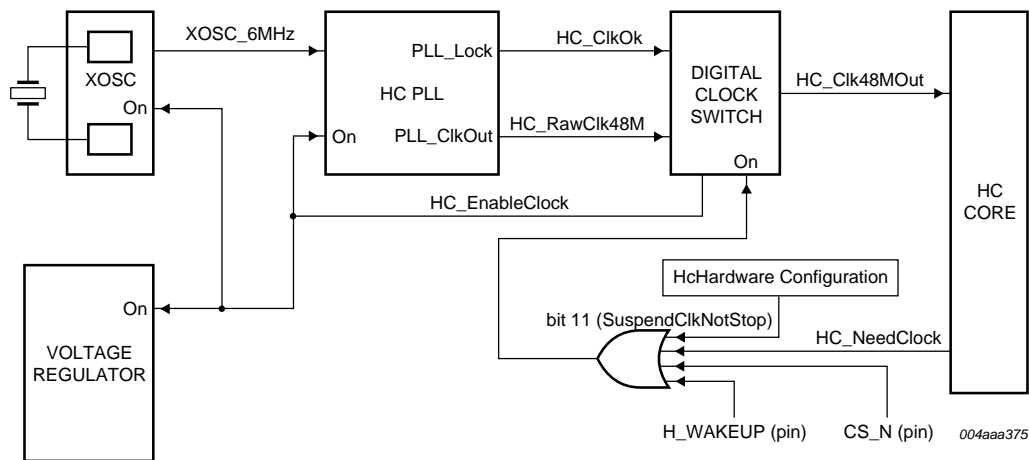 XOSC_6MHz
XOSC
On
PLL_Lock
HC PLL
On
PLL_ClkOut
HC_ClkOk
HC_RawClk48M
DIGITAL
CLOCK
SWITCH
On
HC_Clk48MOut
HC
CORE
HC_EnableClock
On
VOLTAGE
REGULATOR
HcHardware Configuration
bit 11 (SuspendClkNotStop)
HC_NeedClock
H_WAKEUP (pin)
CS_N (pin)
004aaa375